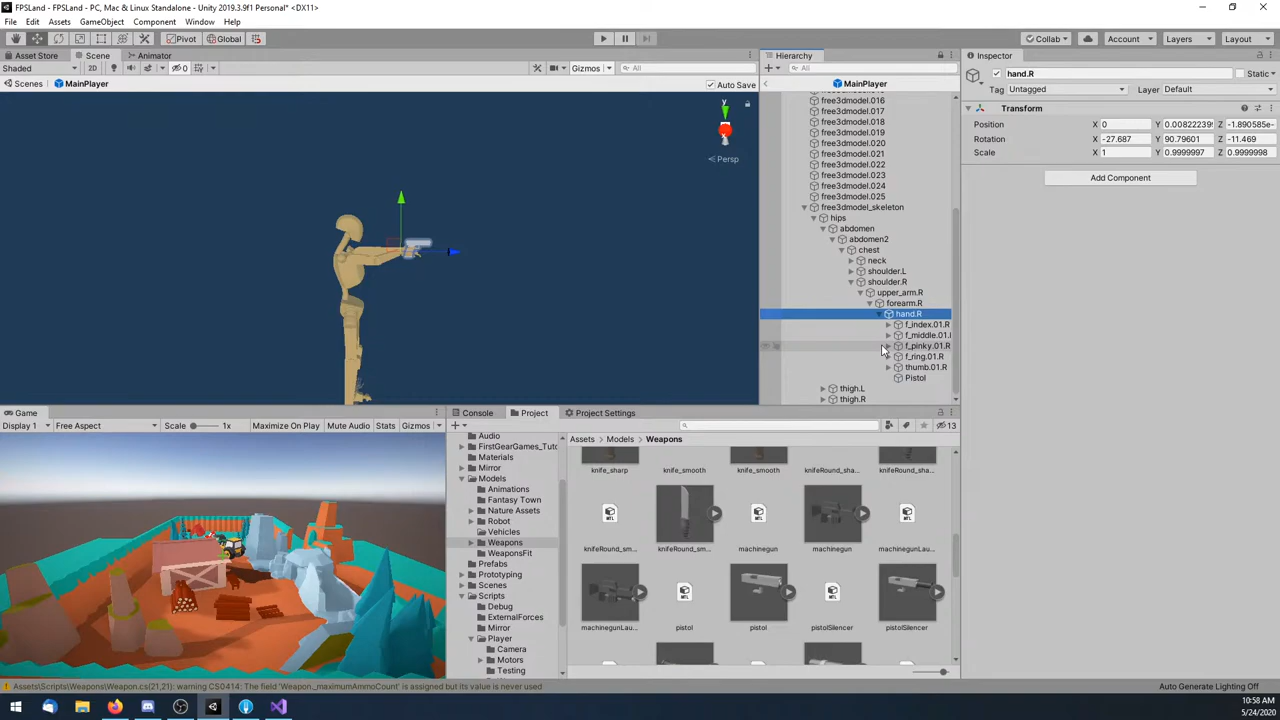 FPSLand - FPSLand - PC, Mac & Linux Standalone - Unity 2019.3.9f1 Personal* <DX11>
File Edit Assets GameObject Component Window Help
Pivot Global Collab Account Layers Layout
Asset Store Scene Animator
Shaded 2D 0 Gizmos All
Scenes MainPlayer Auto Save
y
Persp
Hierarchy
All
MainPlayer
free3dmodel.016
free3dmodel.017
free3dmodel.018
free3dmodel.019
free3dmodel.020
free3dmodel.021
free3dmodel.022
free3dmodel.023
free3dmodel.024
free3dmodel.025
free3dmodel_skeleton
hips
abdomen
abdomen2
chest
neck
shoulder.L
shoulder.R
upper_arm.R
forearm.R
hand.R
f_index.01.R
f_middle.01.
f_pinky.01.R
f_ring.01.R
thumb.01.R
Pistol
thigh.L
thigh.R
Inspector
hand.R Static
Tag Untagged Layer Default
Transform
Position X 0 Y 0.008222399 Z -1.890585e-
Rotation X -27.687 Y 90.79601 Z -11.469
Scale X 1 Y 0.9999997 Z 0.9999998
Add Component
Game
Display 1 Free Aspect Scale 1x Maximize On Play Mute Audio Stats Gizmos
Console Project Project Settings
13
Audio
FirstGearGames_Tuto
Materials
Mirror
Models
Animations
Fantasy Town
Nature Assets
Robot
Vehicles
Weapons
WeaponsFit
Prefabs
Prototyping
Scenes
Scripts
Debug
ExternalForces
Mirror
Player
Camera
Motors
Testing
Assets Models Weapons
knife_sharp knife_smooth knife_smooth knifeRound_sha... knifeRound_sha...
knifeRound_sm... knifeRound_sm... machinegun machinegun machinegunLau...
machinegunLau... pistol pistol pistolSilencer pistolSilencer
Assets\Scripts\Weapons\Weapon.cs(21,21): warning CS0414: The field 'Weapon._maximumAmmoCount' is assigned but its value is never used
Auto Generate Lighting Off
10:58 AM
5/24/2020